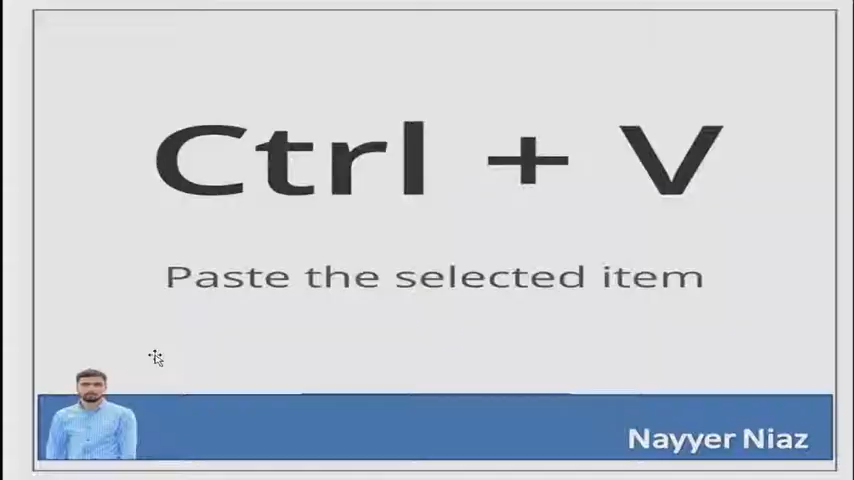 Ctrl + V
Paste the selected item
Nayyer Niaz